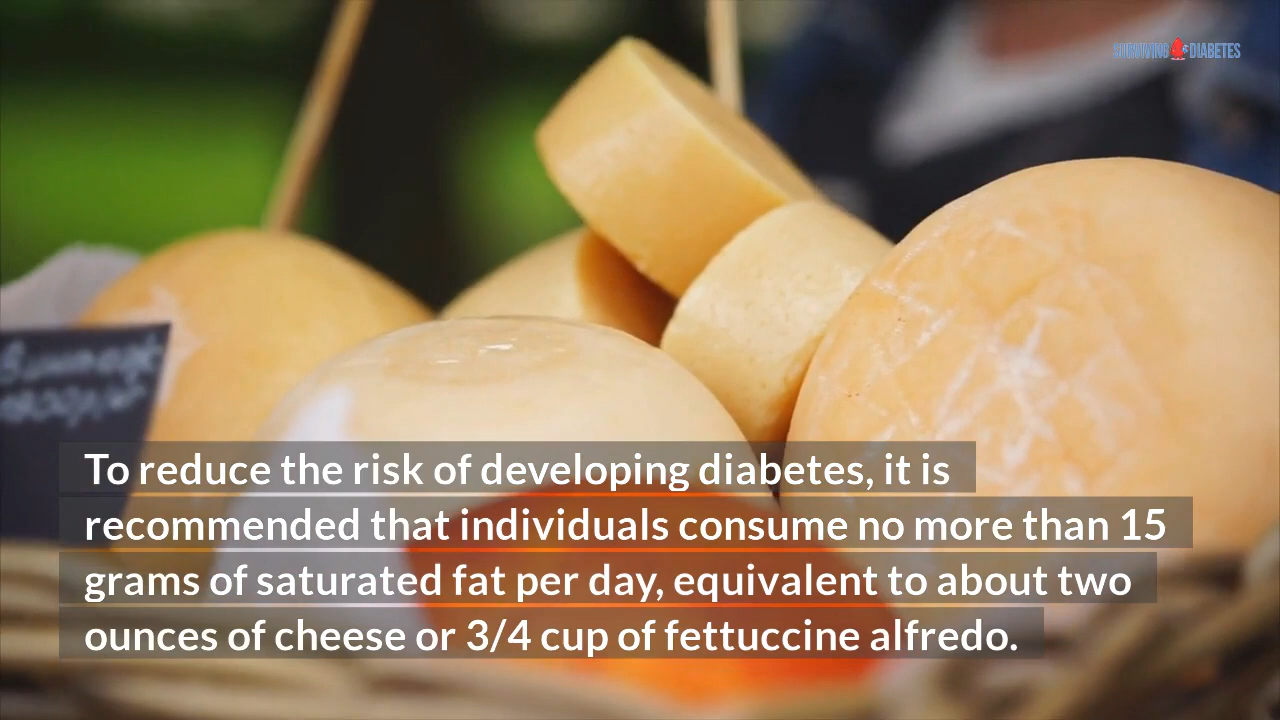 SURVIVING DIABETES
To reduce the risk of developing diabetes, it is
recommended that individuals consume no more than 15
grams of saturated fat per day, equivalent to about two
ounces of cheese or 3/4 cup of fettuccine alfredo.